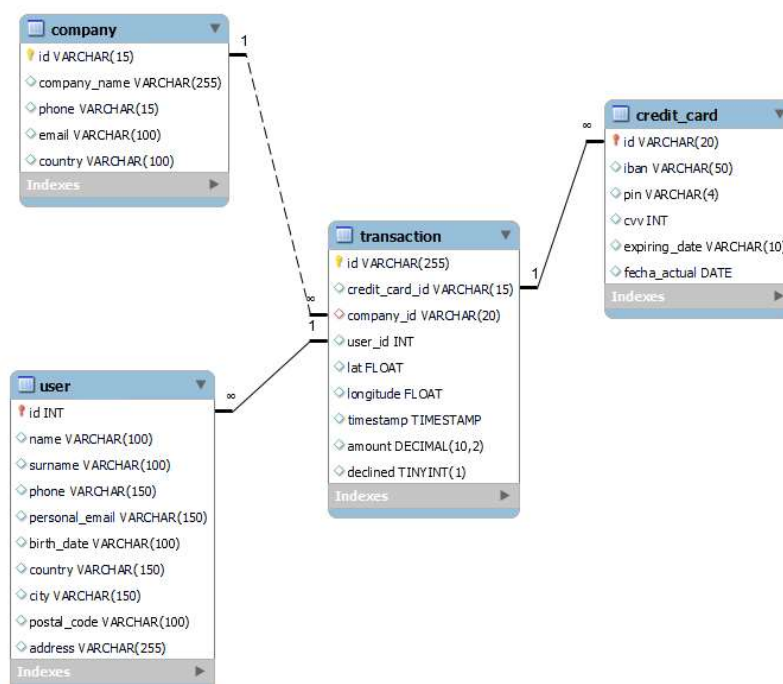 company
1
id VARCHAR(15)
company_name VARCHAR(255)
phone VARCHAR(15)
email VARCHAR(100)
country VARCHAR(100)
Indexes
∞
credit_card
id VARCHAR(20)
iban VARCHAR(50)
pin VARCHAR(4)
cvv INT
expiring_date VARCHAR(10)
fecha_actual DATE
Indexes
transaction
id VARCHAR(255)
1
credit_card_id VARCHAR(15)
∞
company_id VARCHAR(20)
1
user_id INT
lat FLOAT
longitude FLOAT
timestamp TIMESTAMP
amount DECIMAL(10,2)
declined TINYINT(1)
Indexes
user
∞
id INT
name VARCHAR(100)
surname VARCHAR(100)
phone VARCHAR(150)
personal_email VARCHAR(150)
birth_date VARCHAR(100)
country VARCHAR(150)
city VARCHAR(150)
postal_code VARCHAR(100)
address VARCHAR(255)
Indexes